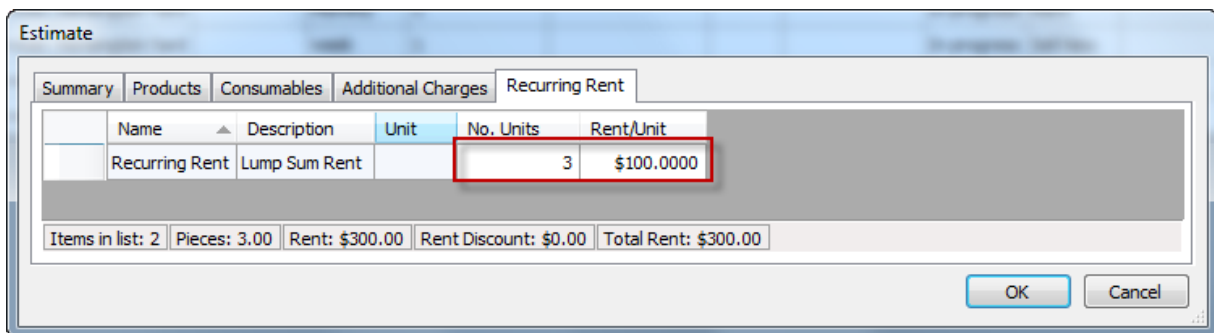 Estimate
Summary Products Consumables Additional Charges Recurring Rent
Name Description Unit No. Units Rent/Unit
Recurring Rent Lump Sum Rent 3 $100.0000
Items in list: 2 Pieces: 3.00 Rent: $300.00 Rent Discount: $0.00 Total Rent: $300.00
OK Cancel